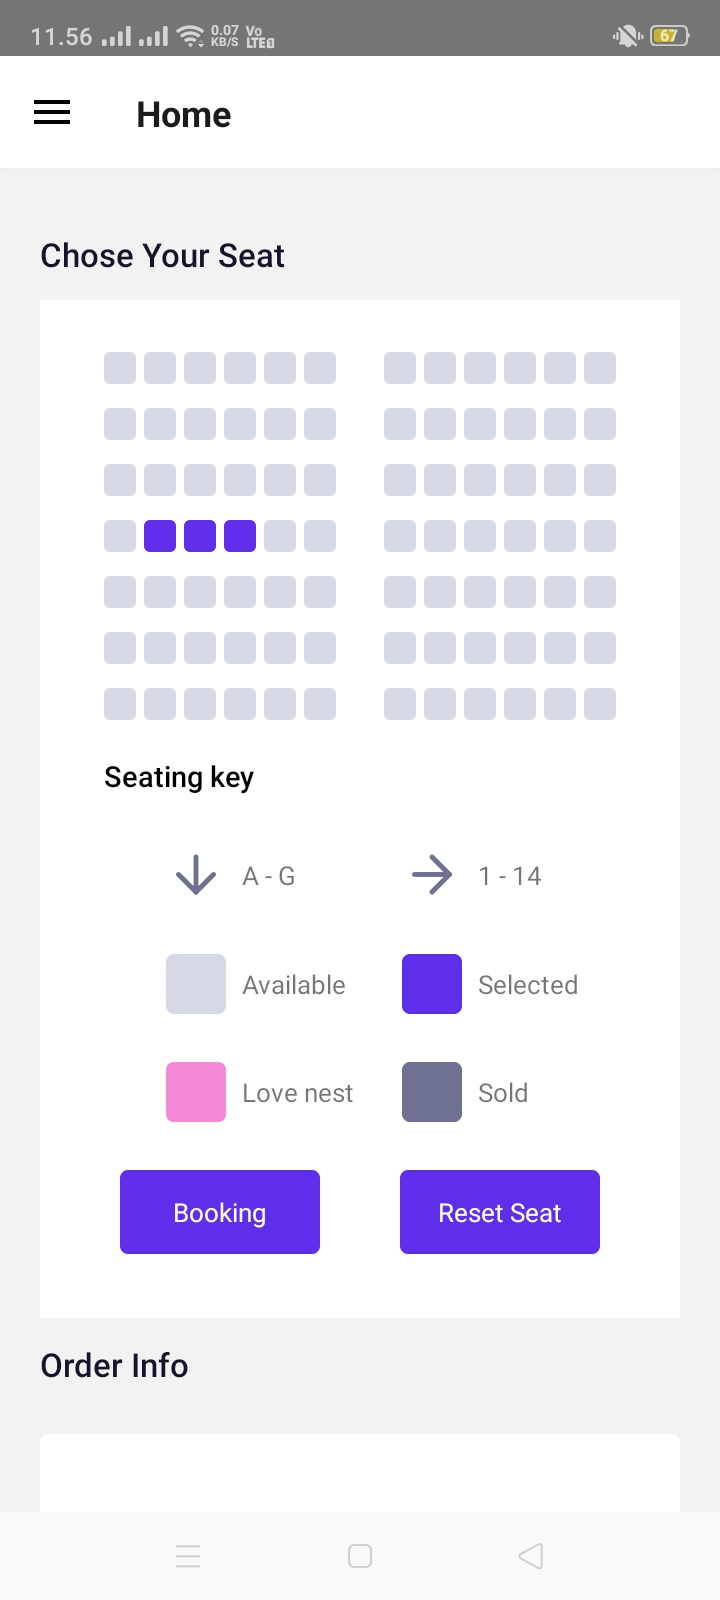 11.56 0.07 KB/S Vo LTE 67
Home
Chose Your Seat
Seating key
A - G 1 - 14
Available Selected
Love nest Sold
Booking Reset Seat
Order Info